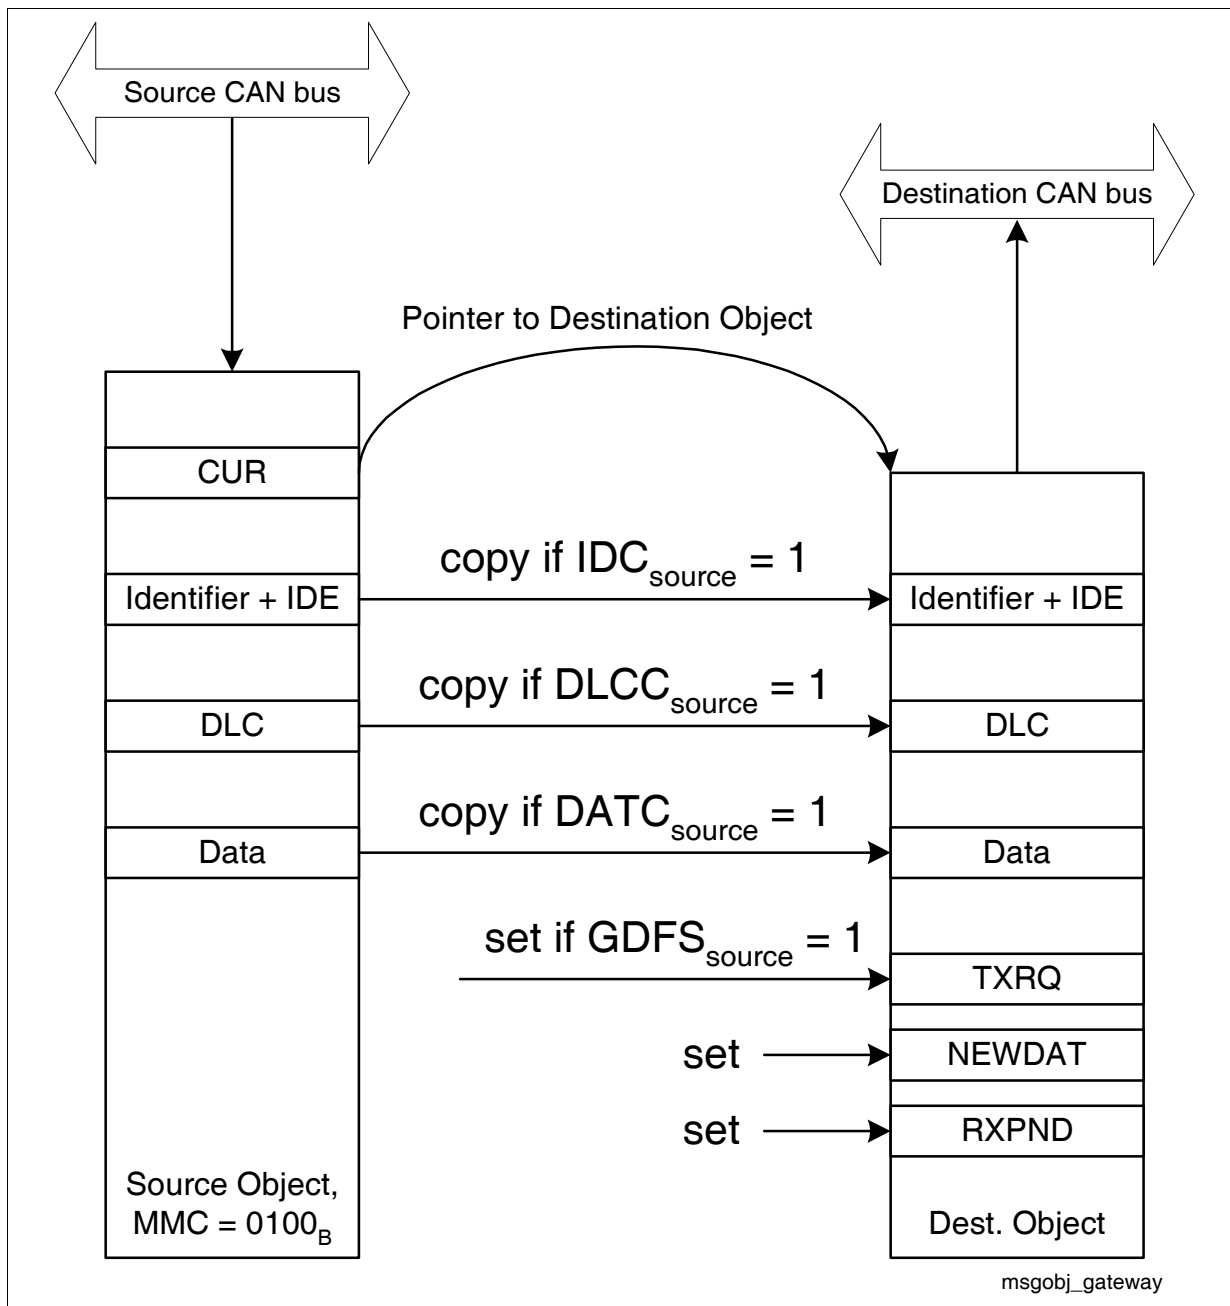 Source CAN bus
Destination CAN bus
Pointer to Destination Object
CUR
copy if IDCsource = 1
Identifier + IDE
Identifier + IDE
copy if DLCCsource = 1
DLC
DLC
copy if DATCsource = 1
Data
Data
set if GDFSsource = 1
TXRQ
set
NEWDAT
set
RXPND
Source Object,
MMC = 0100B
Dest. Object
msgobj_gateway